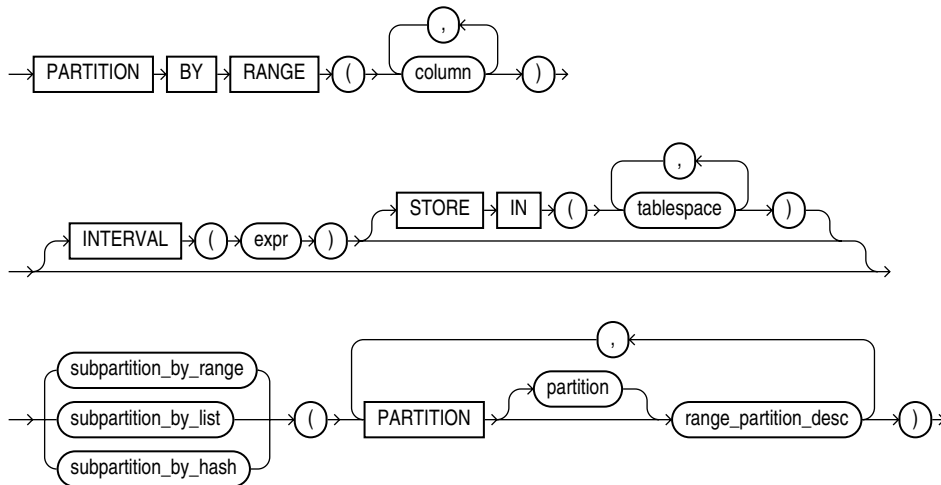 ,
PARTITION BY RANGE ( column )
,
STORE IN ( tablespace )
INTERVAL ( expr )
,
subpartition_by_range
partition
subpartition_by_list ( PARTITION range_partition_desc )
subpartition_by_hash